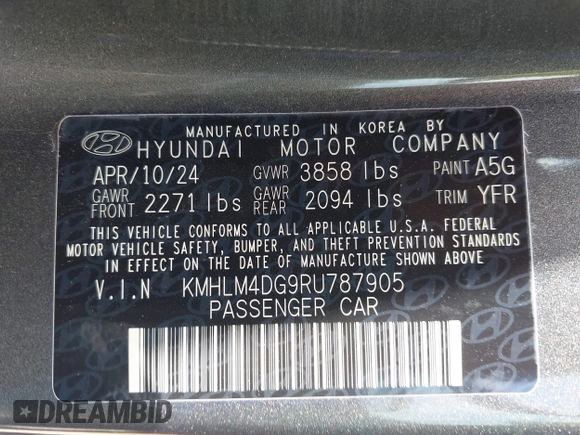 MANUFACTURED IN KOREA BY
HYUNDAI MOTOR COMPANY
APR/10/24 GVWR 3858 lbs PAINT A5G
GAWR FRONT 2271 lbs GAWR REAR 2094 lbs TRIM YFR
THIS VEHICLE CONFORMS TO ALL APPLICABLE U.S.A. FEDERAL
MOTOR VEHICLE SAFETY, BUMPER, AND THEFT PREVENTION STANDARDS
IN EFFECT ON THE DATE OF MANUFACTURE SHOWN ABOVE
V.I.N KMHLM4DG9RU787905
PASSENGER CAR
DREAMBID